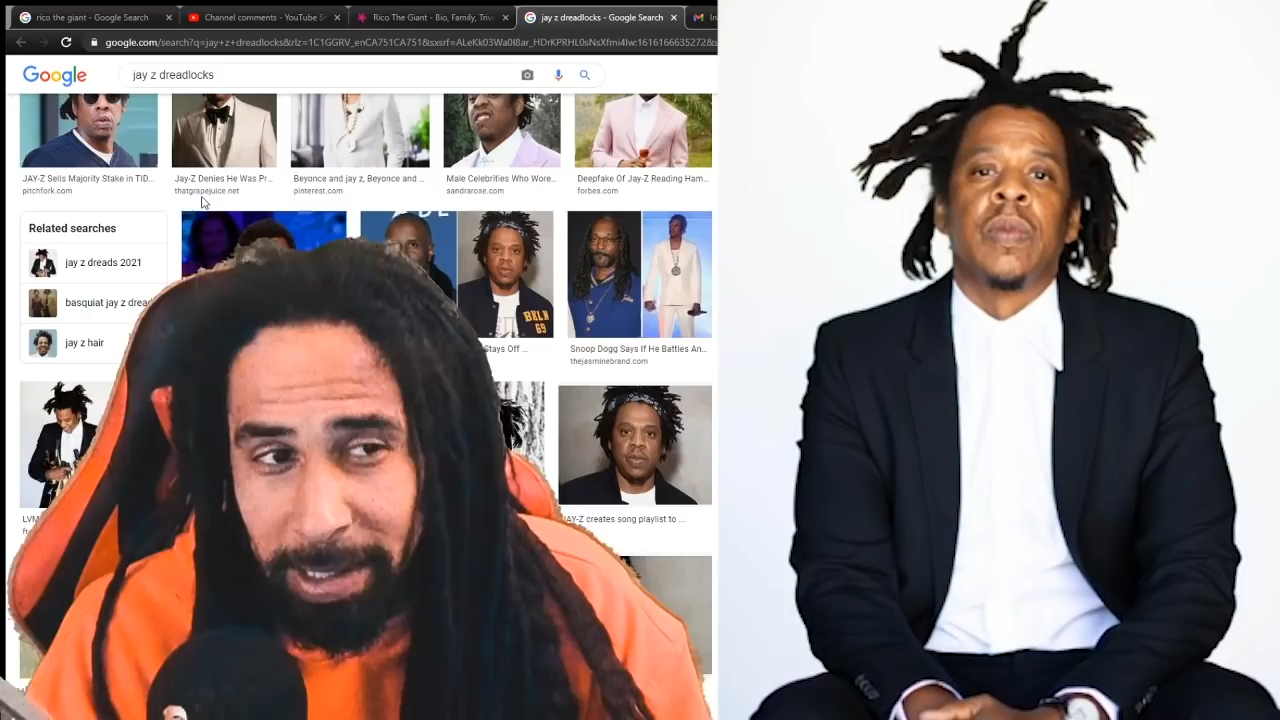 rico the giant - Google Search
Channel comments - YouTube St
Rico The Giant - Bio, Family, Trivi
jay z dreadlocks - Google Search
google.com/search?q=jay+z+dreadlocks&rlz=1C1GGRV_enCA751CA751&sxsrf=ALeKk03Wa0l8ar_HDrKPRHL0sNsXfmi4lw:1616166635272&s
Google
jay z dreadlocks
JAY-Z Sells Majority Stake in TID...
Jay-Z Denies He Was Pr...
Beyonce and jay z, Beyonce and ...
Male Celebrities Who Wore...
Deepfake Of Jay-Z Reading Ham...
pitchfork.com
thatgrapejuice.net
pinterest.com
sandrarose.com
forbes.com
Related searches
jay z dreads 2021
basquiat jay z dread
jay z hair
BKLN
69
Stays Off ...
Snoop Dogg Says If He Battles An...
thejasminebrand.com
LVM
JAY-Z creates song playlist to ...